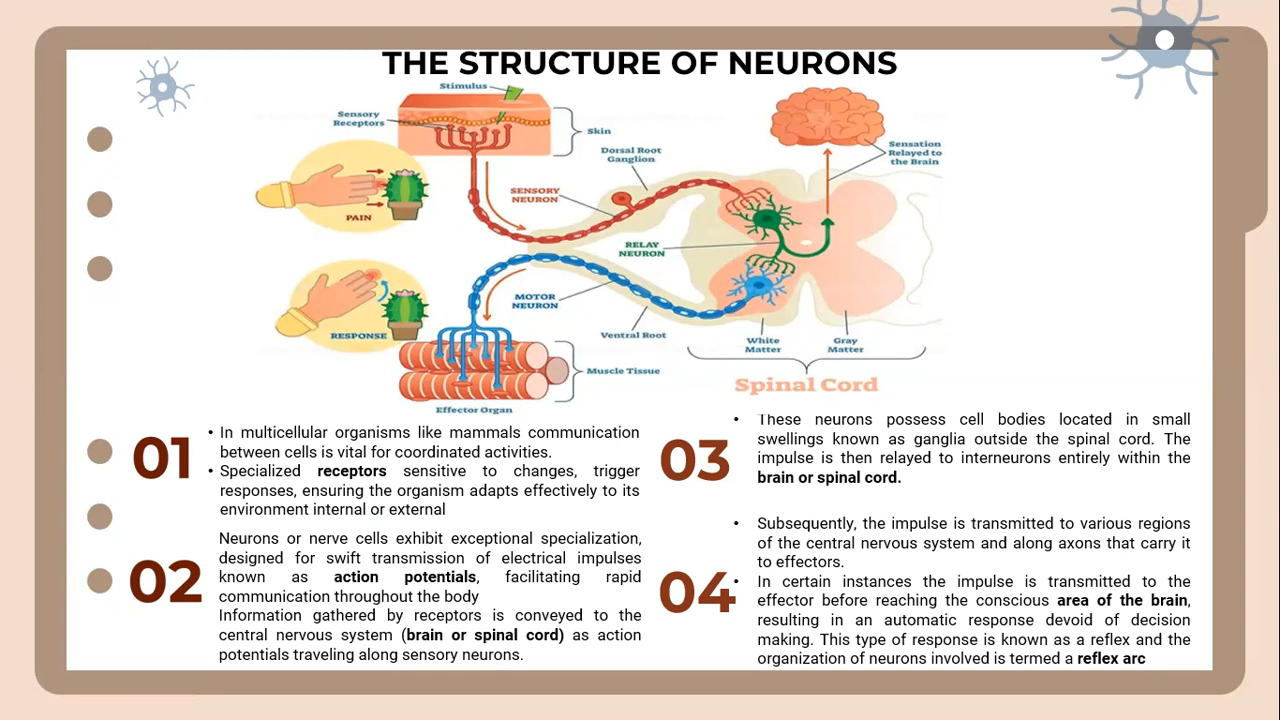 THE STRUCTURE OF NEURONS
Stimulus
Sensory
Receptors
Skin
Dorsal Root
Ganglion
Sensation
Relayed to
the Brain
SENSORY
NEURON
PAIN
RELAY
NEURON
MOTOR
NEURON
RESPONSE
Ventral Root
White
Matter
Gray
Matter
Muscle Tissue
Spinal Cord
Effector Organ
01
• In multicellular organisms like mammals communication
between cells is vital for coordinated activities.
• Specialized receptors sensitive to changes, trigger
responses, ensuring the organism adapts effectively to its
environment internal or external
02
Neurons or nerve cells exhibit exceptional specialization,
designed for swift transmission of electrical impulses
known as action potentials, facilitating rapid
communication throughout the body
Information gathered by receptors is conveyed to the
central nervous system (brain or spinal cord) as action
potentials traveling along sensory neurons.
03
• These neurons possess cell bodies located in small
swellings known as ganglia outside the spinal cord. The
impulse is then relayed to interneurons entirely within the
brain or spinal cord.
04
• Subsequently, the impulse is transmitted to various regions
of the central nervous system and along axons that carry it
to effectors.
• In certain instances the impulse is transmitted to the
effector before reaching the conscious area of the brain,
resulting in an automatic response devoid of decision
making. This type of response is known as a reflex and the
organization of neurons involved is termed a reflex arc